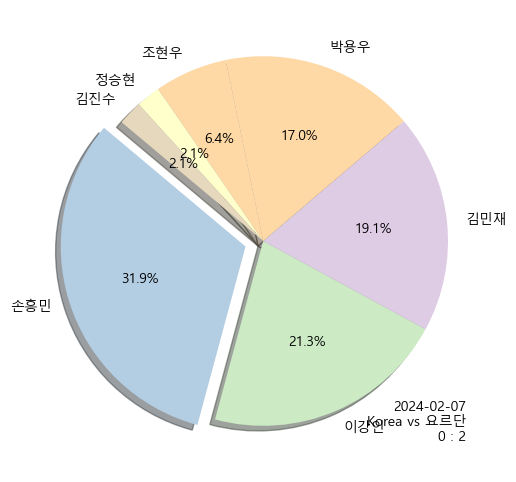 조현우
박용우
정승현
김진수
6.4%
17.0%
2.1%
2.1%
19.1%
김민재
31.9%
손흥민
21.3%
이강인
2024-02-07
Korea vs 요르단
0 : 2